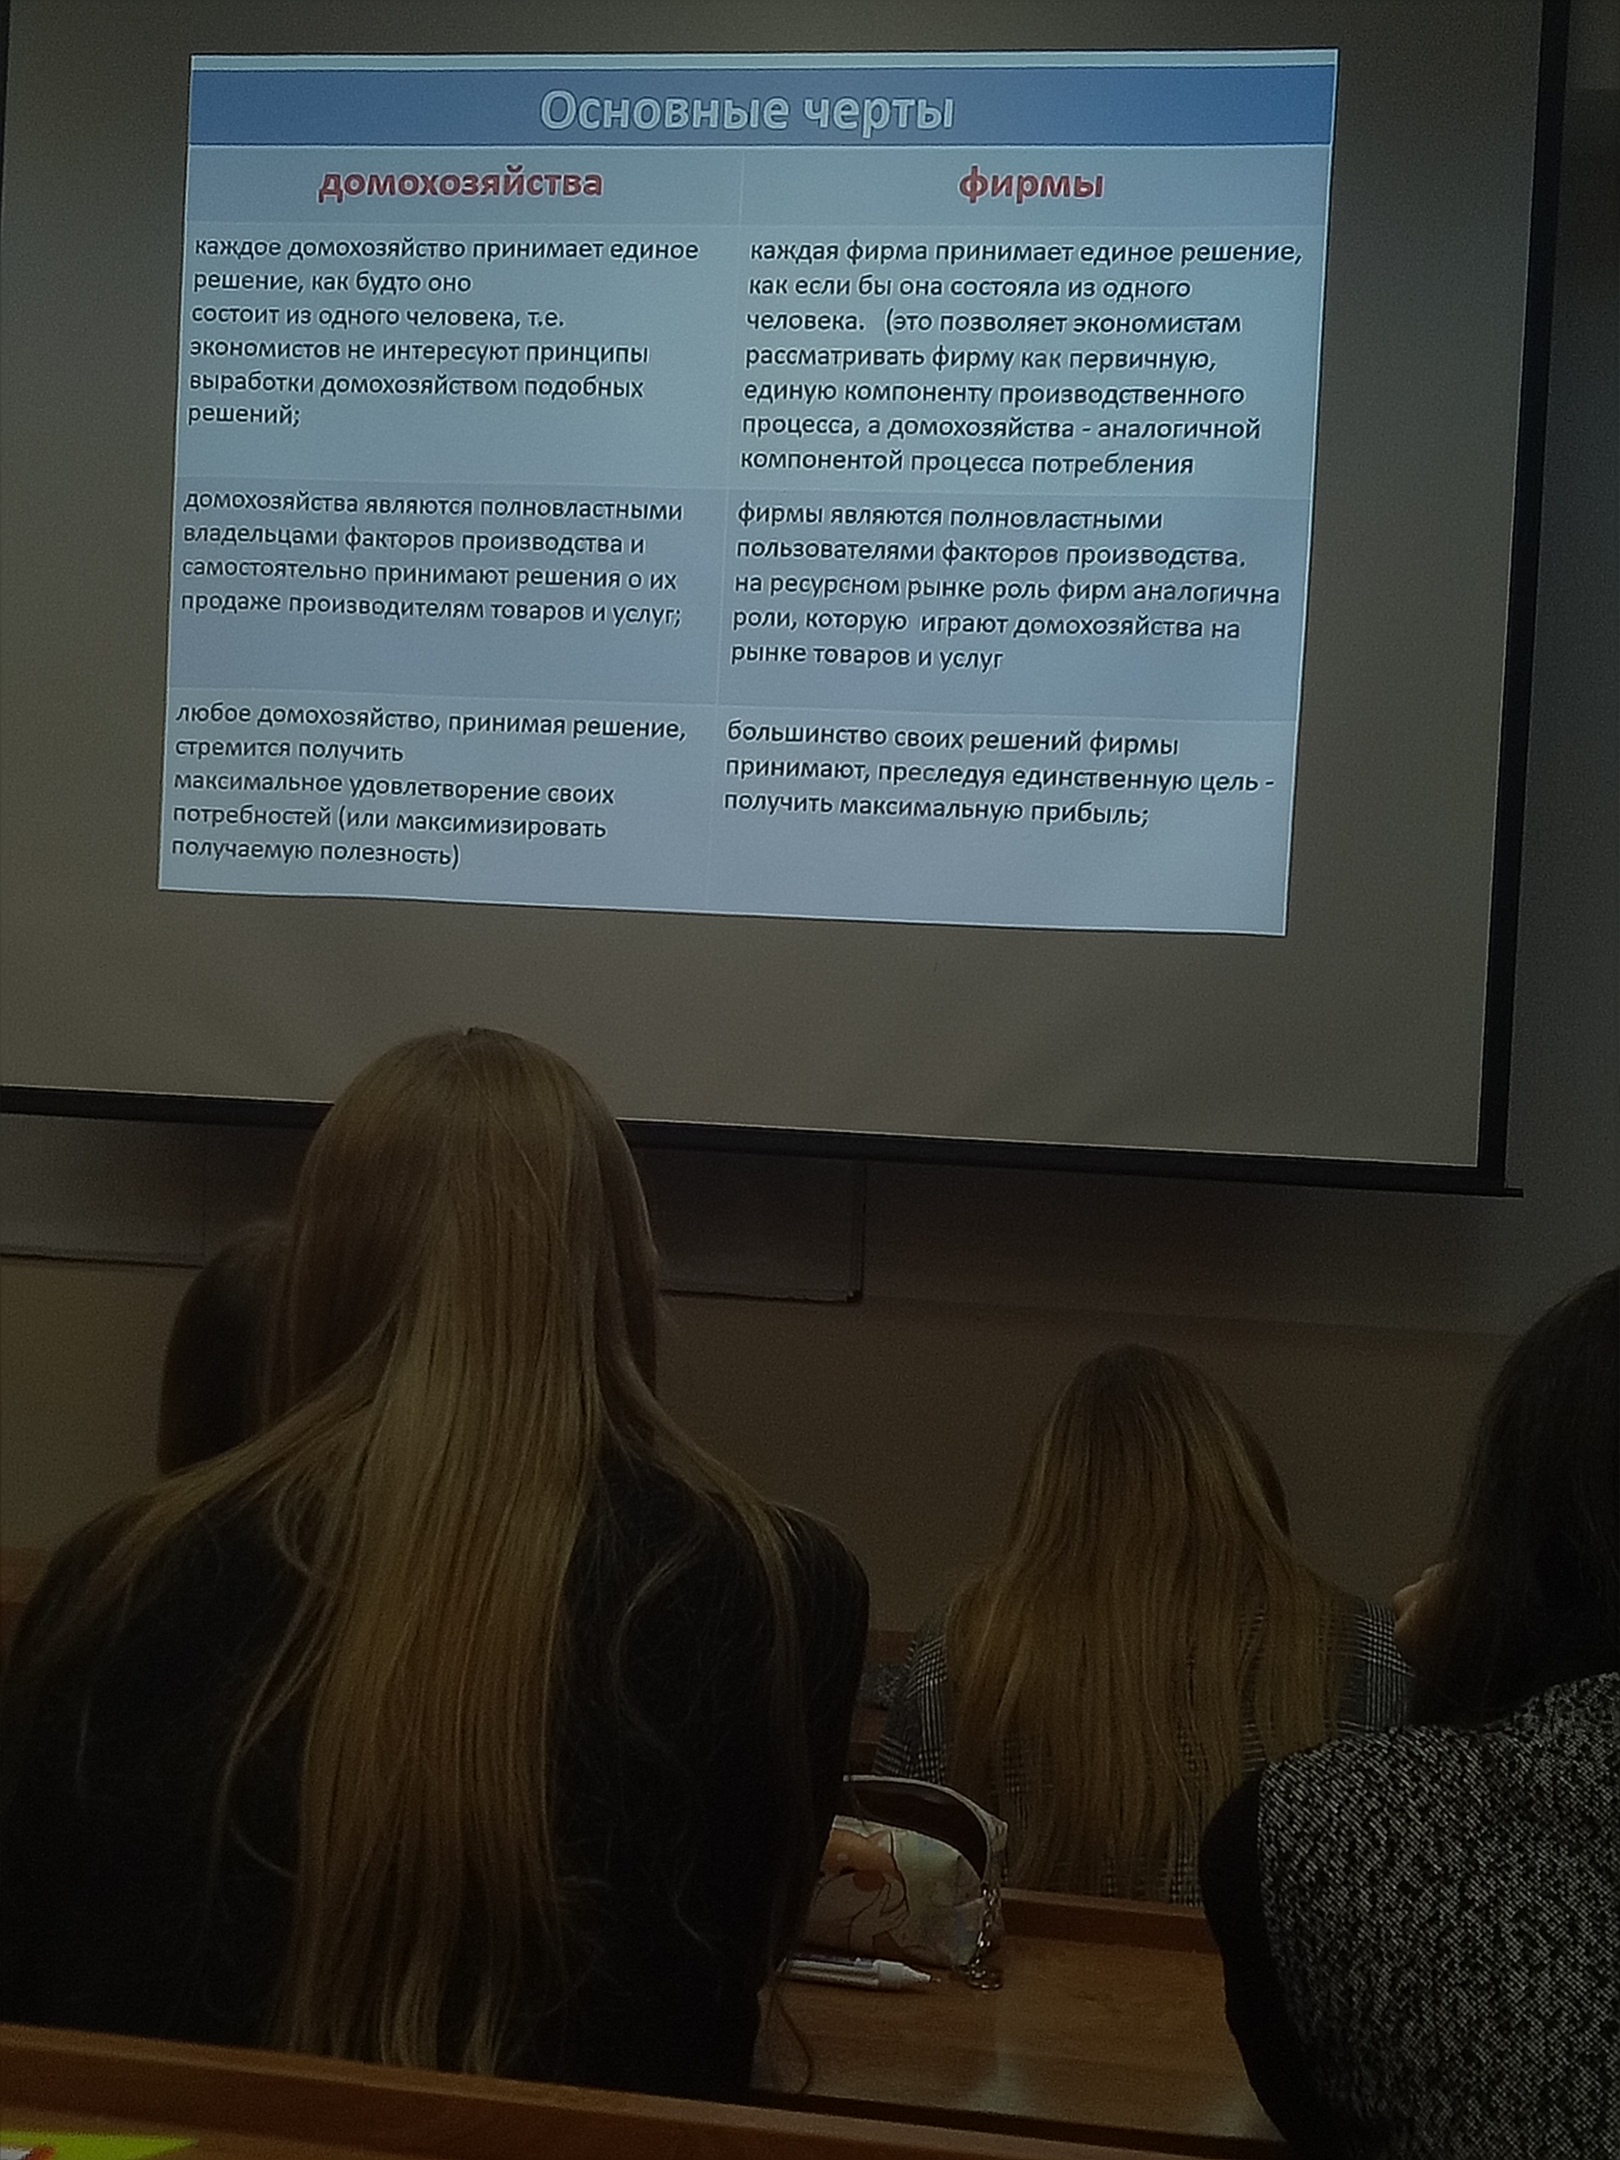 Основные черты
домохозяйства
фирмы
каждое домохозяйство принимает единое
решение, как будто оно
состоит из одного человека, т.е.
экономистов не интересуют принципы
выработки домохозяйством подобных
решений;
каждая фирма принимает единое решение,
как если бы она состояла из одного
человека. (это позволяет экономистам
рассматривать фирму как первичную,
единую компоненту производственного
процесса, а домохозяйства - аналогичной
компонентой процесса потребления
домохозяйства являются полновластными
владельцами факторов производства и
самостоятельно принимают решения о их
продаже производителям товаров и услуг;
фирмы являются полновластными
пользователями факторов производства.
на ресурсном рынке роль фирм аналогична
роли, которую играют домохозяйства на
рынке товаров и услуг
любое домохозяйство, принимая решение,
стремится получить
максимальное удовлетворение своих
потребностей (или максимизировать
получаемую полезность)
большинство своих решений фирмы
принимают, преследуя единственную цель -
получить максимальную прибыль;